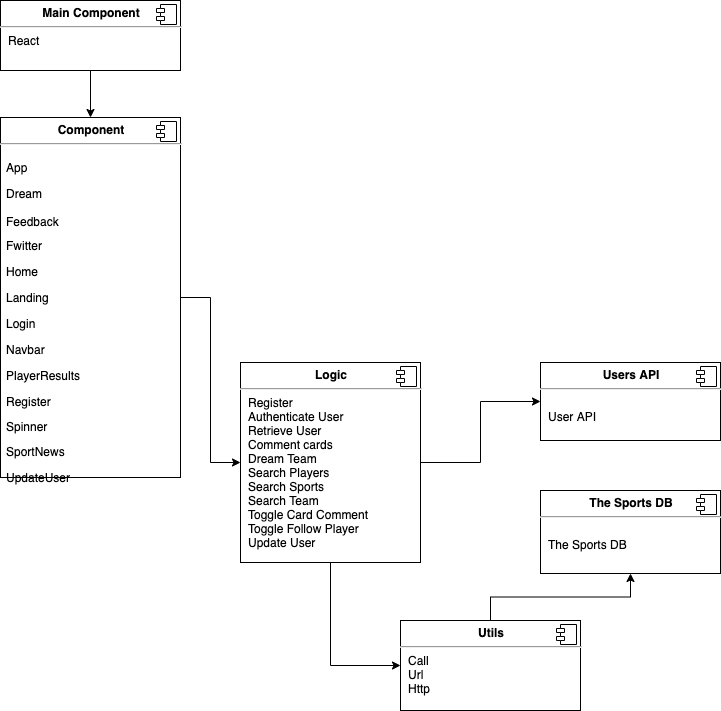 Main Component
React
Component
App
Dream
Feedback
Fwitter
Home
Landing
Login
Navbar
PlayerResults
Register
Spinner
SportNews
UpdateUser
Logic
Register
Authenticate User
Retrieve User
Comment cards
Dream Team
Search Players
Search Sports
Search Team
Toggle Card Comment
Toggle Follow Player
Update User
Users API
User API
The Sports DB
The Sports DB
Utils
Call
Url
Http